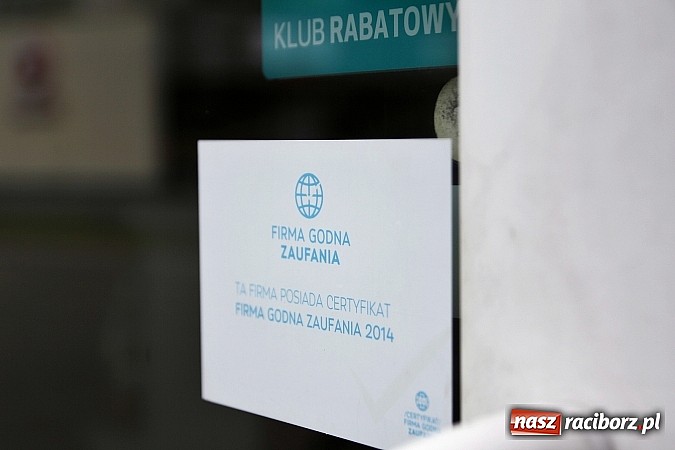 KLUB RABATOWY
FIRMA GODNA
ZAUFANIA
TA FIRMA POSIADA CERTYFIKAT
FIRMA GODNA ZAUFANIA 2014
CERTYFIKAT
FIRMA GODNA
ZAUFANIA
nasz raciborz.pl